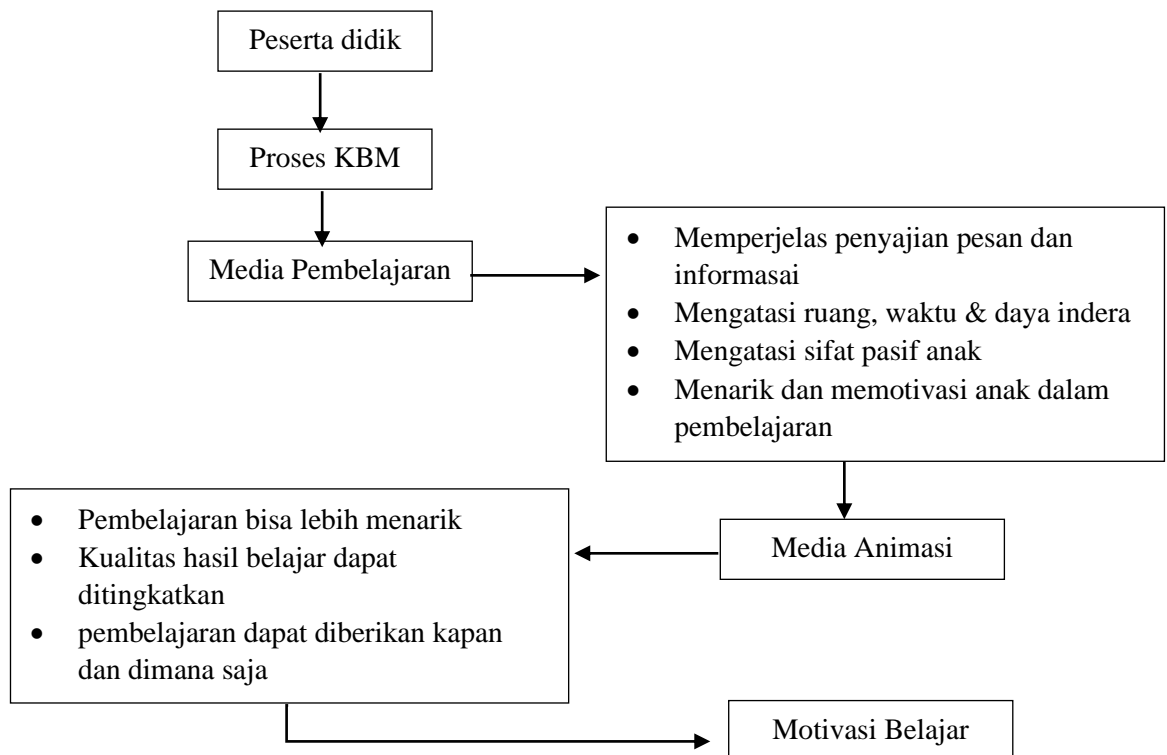 Peserta didik
Proses KBM
Media Pembelajaran
• Memperjelas penyajian pesan dan
informasai
• Mengatasi ruang, waktu & daya indera
• Mengatasi sifat pasif anak
• Menarik dan memotivasi anak dalam
pembelajaran
Media Animasi
• Pembelajaran bisa lebih menarik
• Kualitas hasil belajar dapat
ditingkatkan
• pembelajaran dapat diberikan kapan
dan dimana saja
Motivasi Belajar